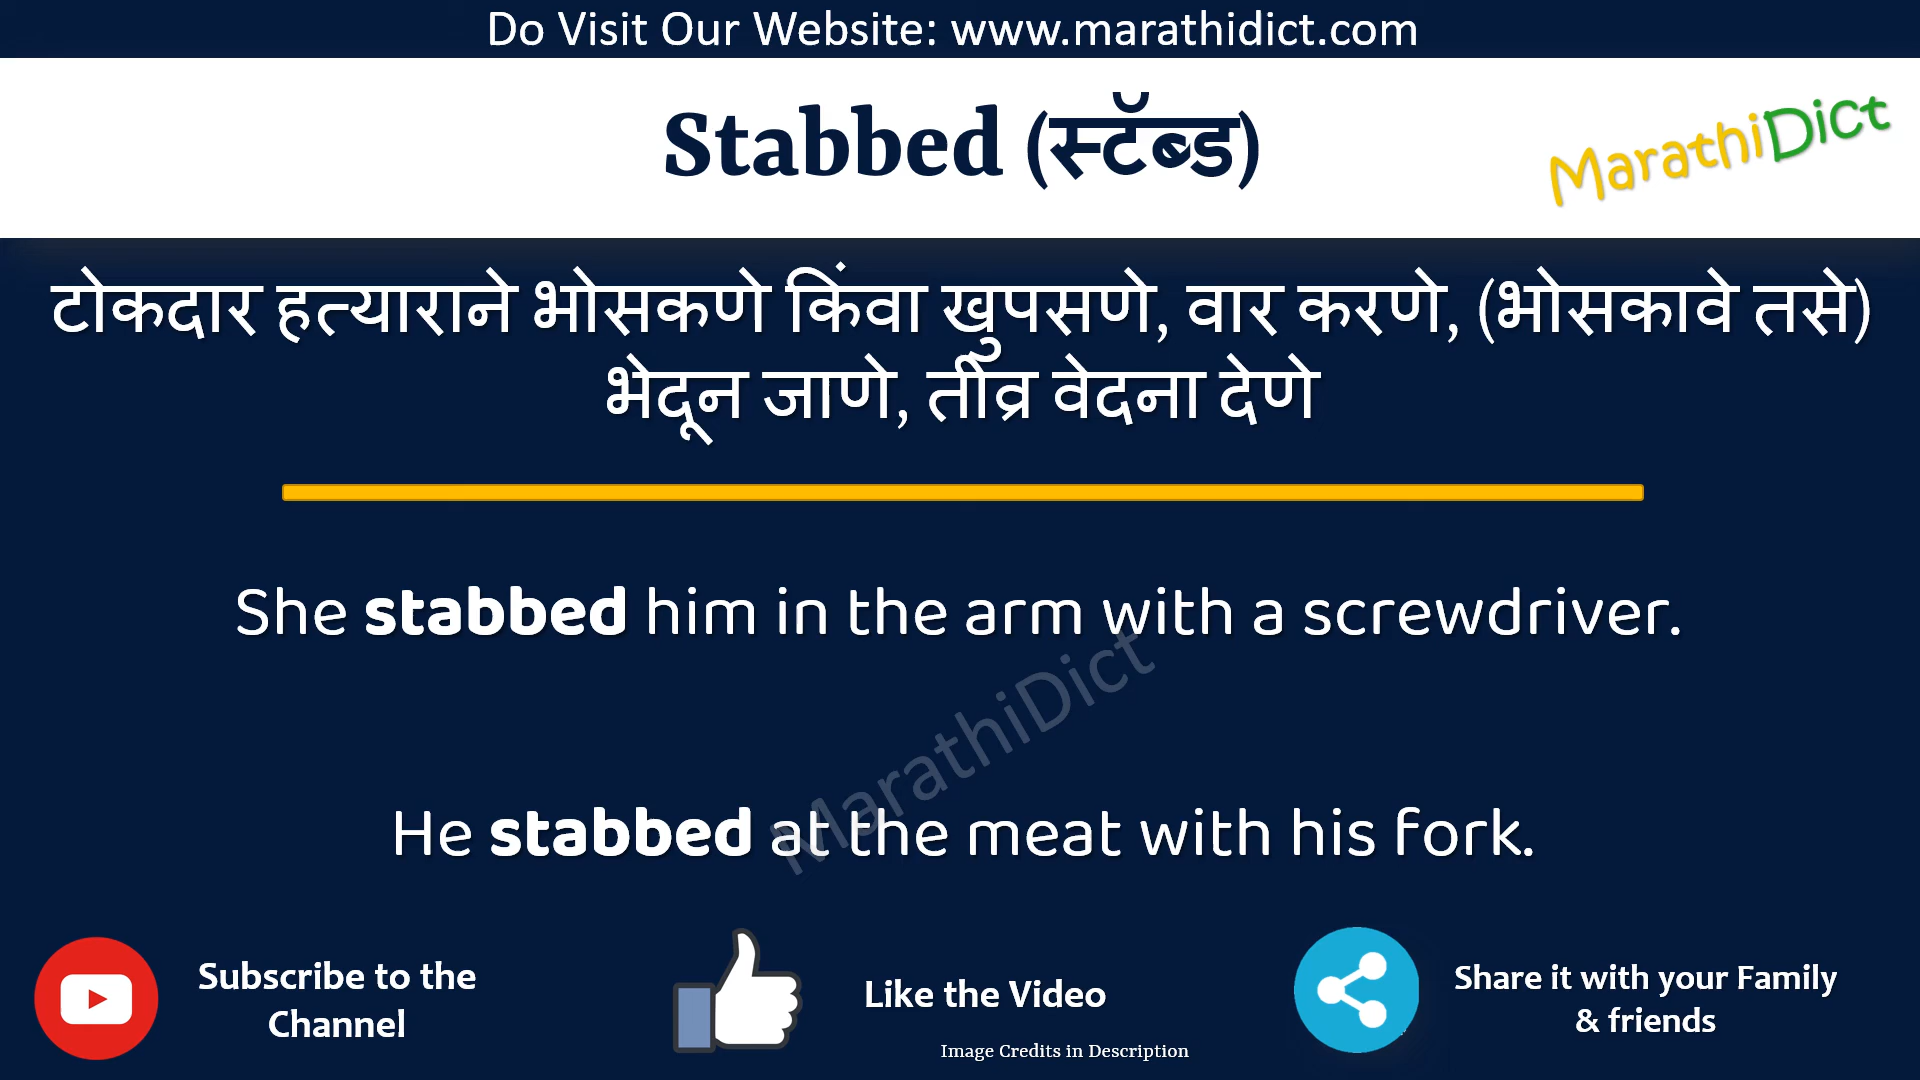 Do Visit Our Website: www.marathidict.com
Stabbed (स्टॅब्ड)
MarathiDict
टोकदार हत्याराने भोसकणे किंवा खुपसणे, वार करणे, (भोसकावे तसे)
भेदून जाणे, तीव्र वेदना देणे
She stabbed him in the arm with a screwdriver.
MarathiDict
He stabbed at the meat with his fork.
Subscribe to the
Channel
Like the Video
Share it with your Family
& friends
Image Credits in Description